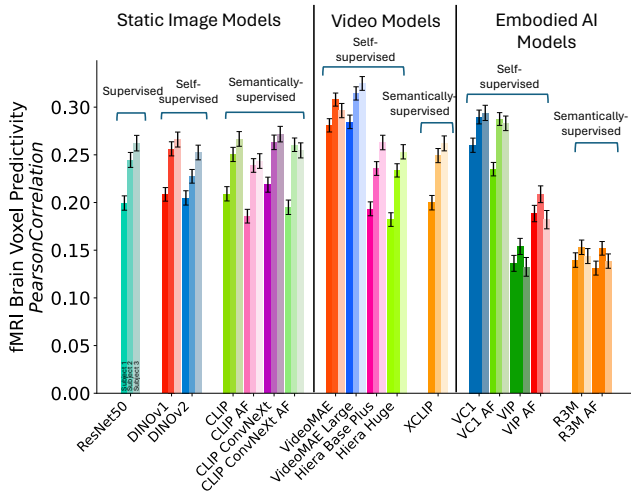 Static Image Models
Video Models
Embodied AI
Models
Supervised
Self-
supervised
Semantically-
supervised
Self-
supervised
Semantically-
supervised
Self-
supervised
Semantically-
supervised
fMRI Brain Voxel Predictivity
PearsonCorrelation
0.30
0.25
0.20
0.15
0.10
0.05
0.00
Subject 1
Subject 2
Subject 3
ResNet50
DINOv1
DINOv2
CLIP
CLIP AF
CLIP ConvNeXt
CLIP ConvNeXt AF
VideoMAE
VideoMAE Large
Hiera Base Plus
Hiera Huge
XCLIP
VC1
VC1 AF
VIP
VIP AF
R3M
R3M AF